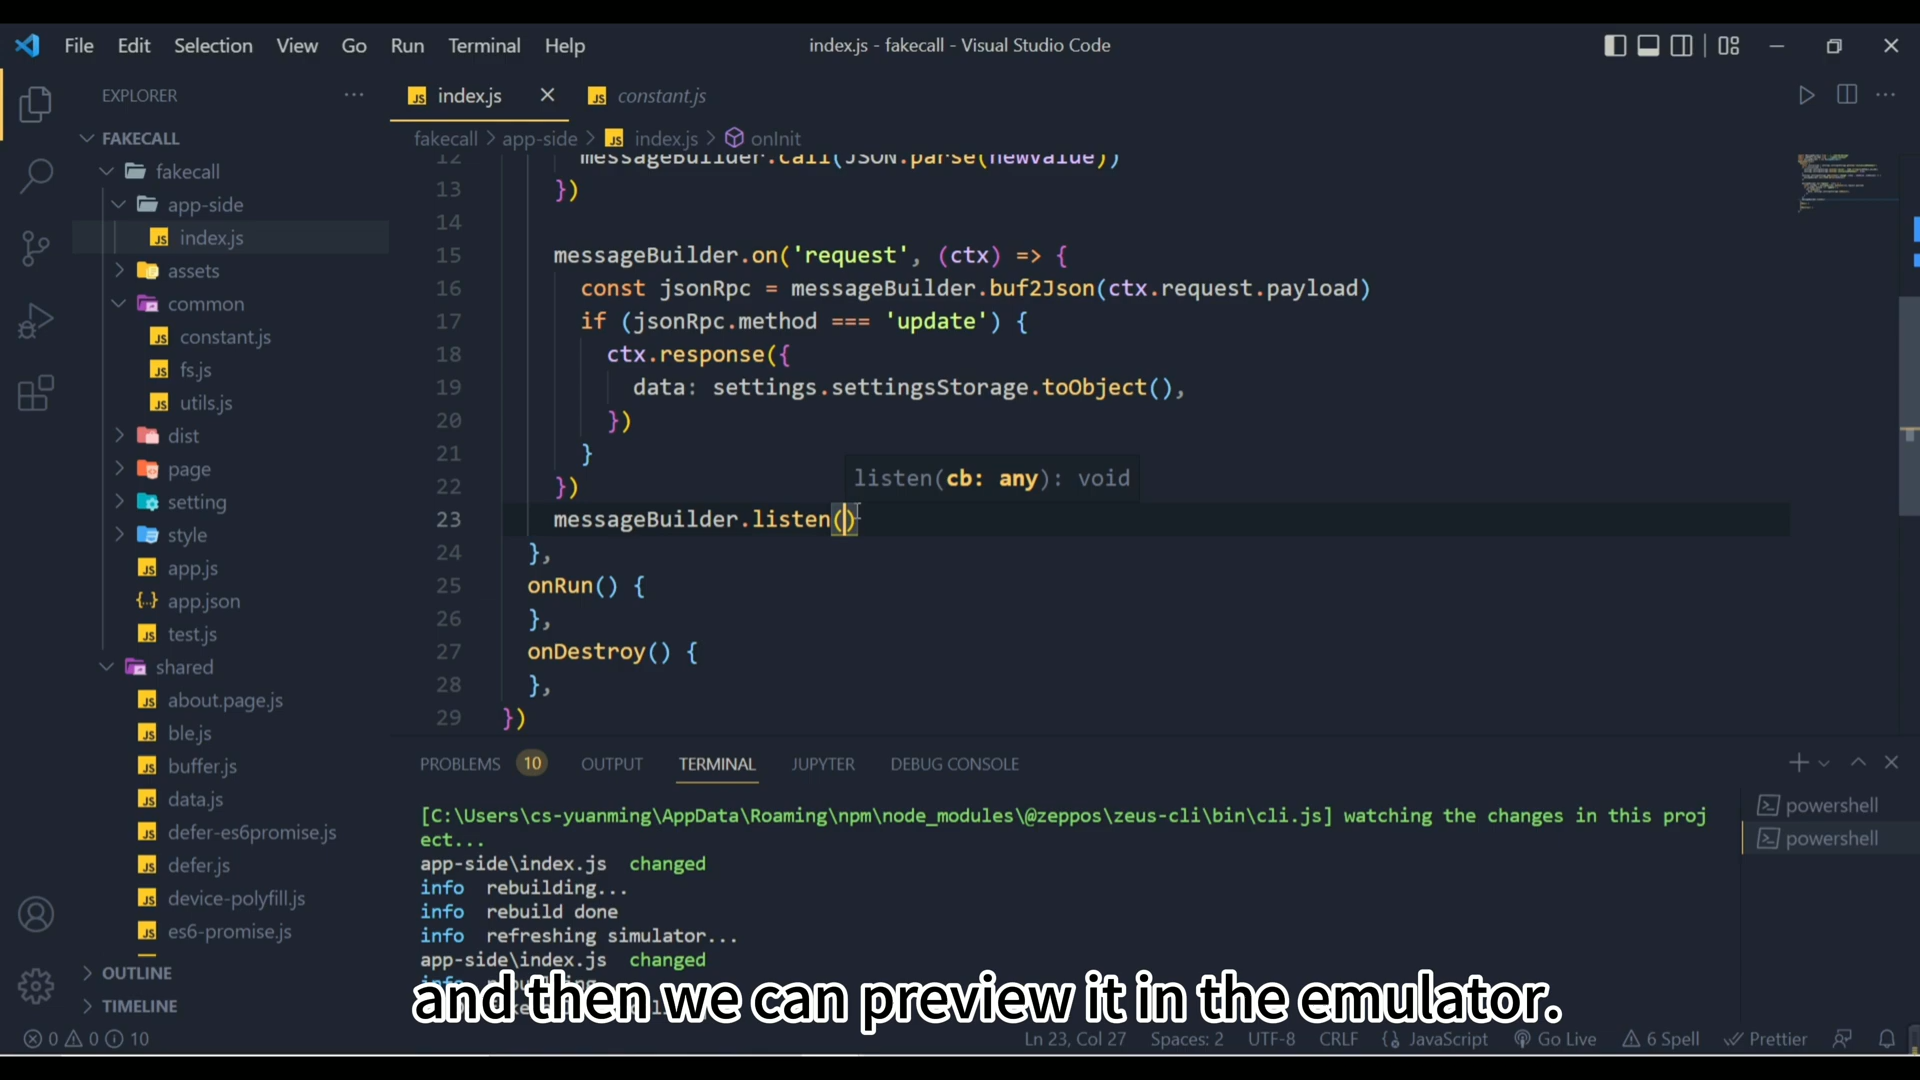 File Edit Selection View Go Run Terminal Help
index.js - fakecall - Visual Studio Code
EXPLORER
index.js
constant.js
FAKECALL
fakecall
app-side
index.js
assets
common
constant.js
fs.js
utils.js
dist
page
setting
style
app.js
app.json
test.js
shared
about.page.js
ble.js
buffer.js
data.js
defer-es6promise.js
defer.js
device-polyfill.js
es6-promise.js
OUTLINE
TIMELINE
fakecall > app-side > index.js > onInit
12 messageBuilder.call(JSON.parse(newValue))
13 })
14
15 messageBuilder.on('request', (ctx) => {
16 const jsonRpc = messageBuilder.buf2Json(ctx.request.payload)
17 if (jsonRpc.method === 'update') {
18 ctx.response({
19 data: settings.settingsStorage.toObject(),
20 })
21 }
22 })
listen(cb: any): void
23 messageBuilder.listen()
24 },
25 onRun() {
26 },
27 onDestroy() {
28 },
29 })
PROBLEMS 10 OUTPUT TERMINAL JUPYTER DEBUG CONSOLE
[C:\Users\cs-yuanming\AppData\Roaming\npm\node_modules\@zeppos\zeus-cli\bin\cli.js] watching the changes in this proj
ect...
app-side\index.js changed
info rebuilding...
info rebuild done
info refreshing simulator...
app-side\index.js changed
powershell
powershell
and then we can preview it in the emulator.
0 0 10
Ln 23, Col 27 Spaces: 2 UTF-8 CRLF JavaScript Go Live 6 Spell Prettier